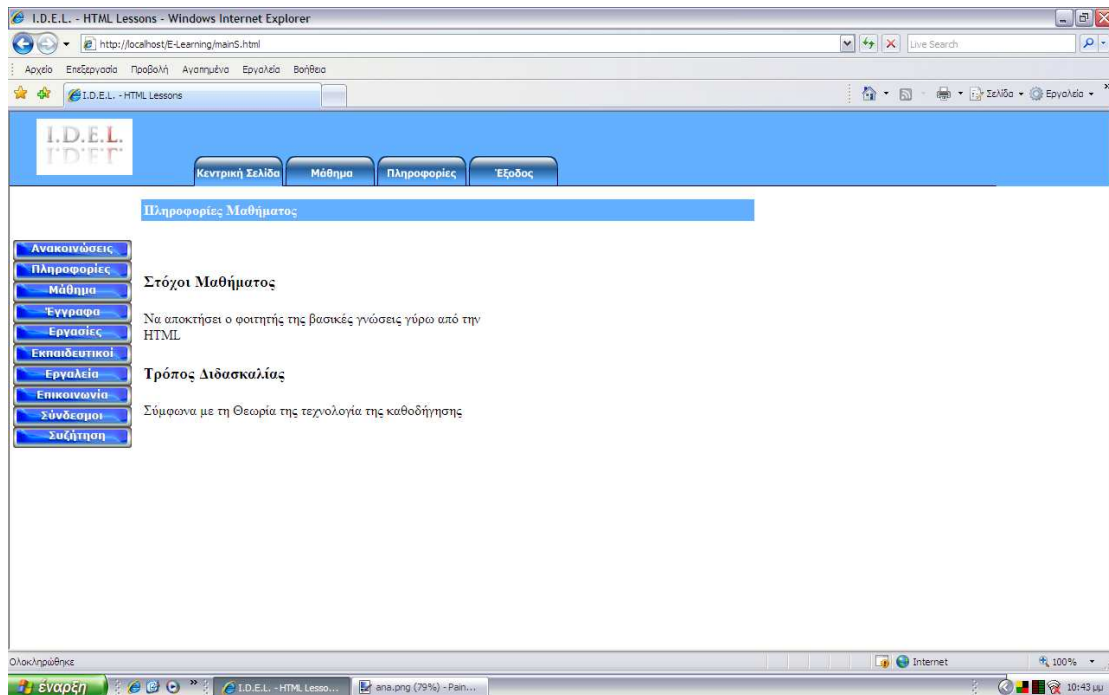 I.D.E.L. - HTML Lessons - Windows Internet Explorer
http://localhost/E-Learning/mainS.html
Live Search
Αρχείο Επεξεργασία Προβολή Αγαπημένα Εργαλεία Βοήθεια
I.D.E.L. - HTML Lessons
Σελίδα Εργαλεία
I.D.E.L.
Κεντρική Σελίδα Μάθημα Πληροφορίες Έξοδος
Πληροφορίες Μαθήματος
Ανακοινώσεις
Πληροφορίες
Μάθημα
Έγγραφα
Εργασίες
Εκπαιδευτικοί
Εργαλεία
Επικοινωνία
Σύνδεσμοι
Συζήτηση
Στόχοι Μαθήματος
Να αποκτήσει ο φοιτητής της βασικές γνώσεις γύρω από την
HTML
Τρόπος Διδασκαλίας
Σύμφωνα με τη Θεωρία της τεχνολογία της καθοδήγησης
Ολοκληρώθηκε
Internet
100%
έναρξη
I.D.E.L. - HTML Lesso...
ana.png (79%) - Pain...
10:43 μμ